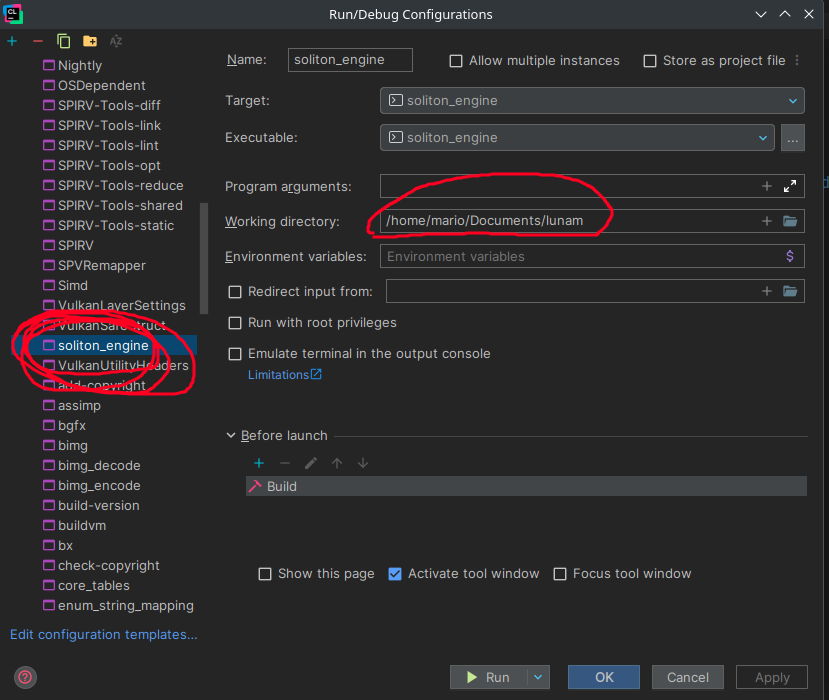 CL
Run/Debug Configurations
Nightly
OSDependent
SPIRV-Tools-diff
SPIRV-Tools-link
SPIRV-Tools-lint
SPIRV-Tools-opt
SPIRV-Tools-reduce
SPIRV-Tools-shared
SPIRV-Tools-static
SPIRV
SPVRemapper
Simd
VulkanLayerSettings
VulkanSafeStruct
soliton_engine
VulkanUtilityHeaders
add-copyright
assimp
bgfx
bimg
bimg_decode
bimg_encode
build-version
buildvm
bx
check-copyright
core_tables
enum_string_mapping
Edit configuration templates...
Name: soliton_engine Allow multiple instances Store as project file
Target: soliton_engine
Executable: soliton_engine ...
Program arguments:
Working directory: /home/mario/Documents/lunam
Environment variables: Environment variables $
Redirect input from:
Run with root privileges
Emulate terminal in the output console
Limitations
Before launch
Build
Show this page Activate tool window Focus tool window
? Run OK Cancel Apply